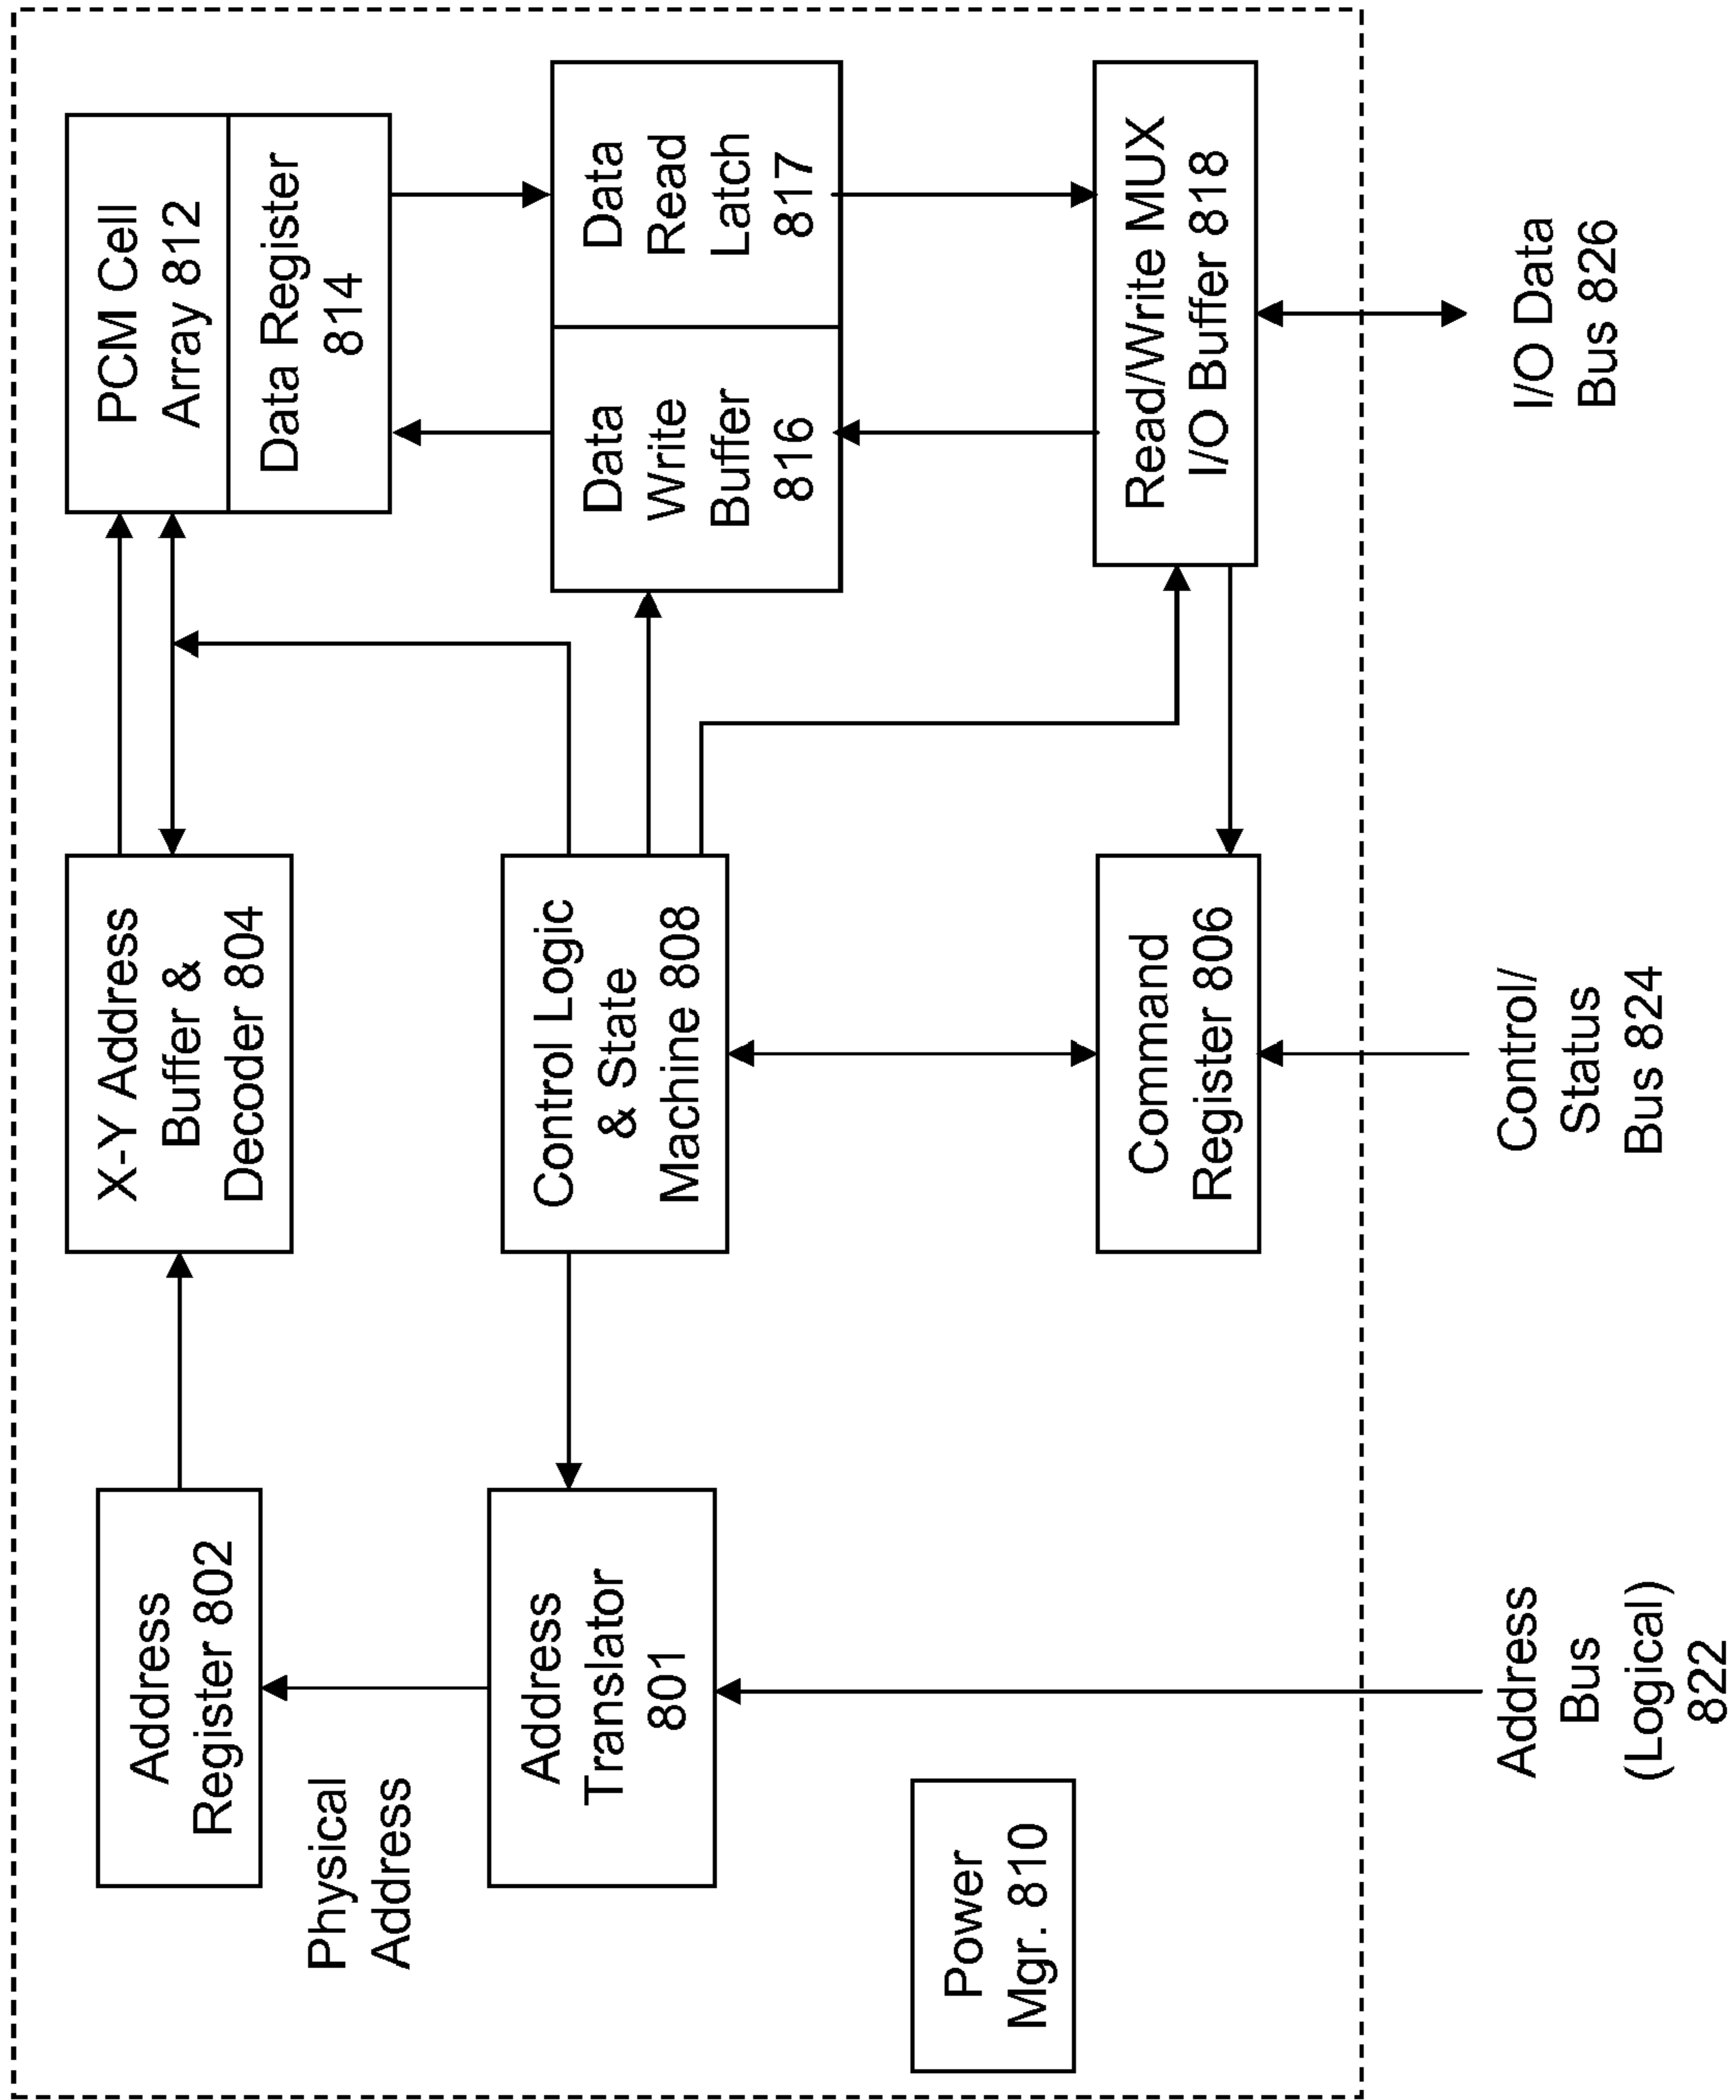 Address
Register 802
X-Y Address
Buffer &
Decoder 804
PCM Cell
Array 812
Data Register
814
Physical
Address
Address
Translator
801
Control Logic
& State
Machine 808
Data
Write
Buffer
816
Data
Read
Latch
817
Power
Mgr. 810
Command
Register 806
Read/Write MUX
I/O Buffer 818
Address
Bus
(Logical)
822
Control/
Status
Bus 824
I/O Data
Bus 826